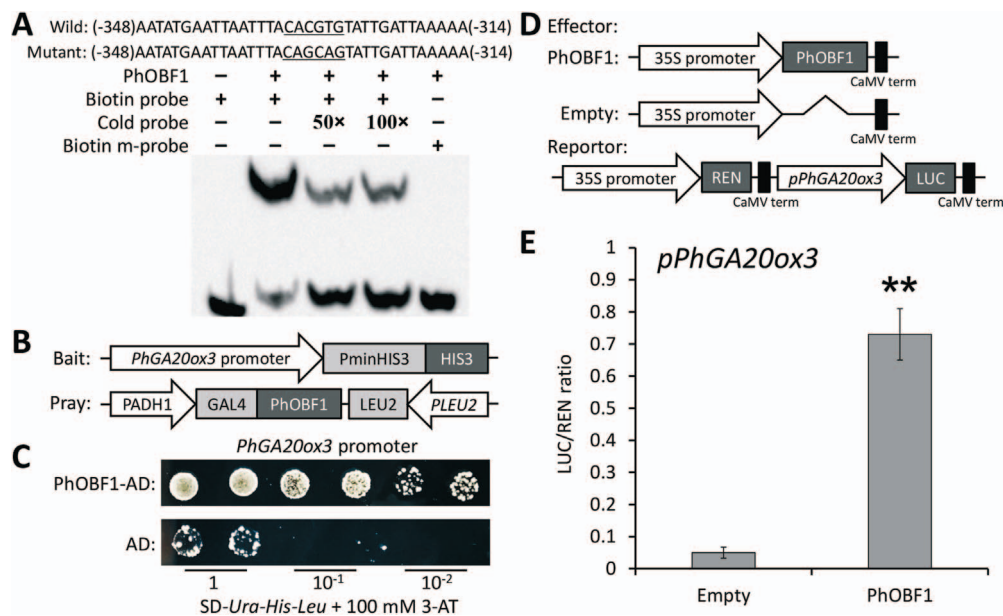 A
Wild: (-348)AATATGAATTAATTTACACGTGTATTGATTAAAAA(-314)
Mutant: (-348)AATATGAATTAATTTACAGCAGTATTGATTAAAAA(-314)
PhOBF1 – + + + +
Biotin probe + + + + –
Cold probe – – 50× 100× –
Biotin m-probe – – – – +
B
Bait: PhGA20ox3 promoter PminHIS3 HIS3
Pray: PADH1 GAL4 PhOBF1 LEU2 PLEU2
C
PhGA20ox3 promoter
PhOBF1-AD:
AD:
1 10-1 10-2
SD-Ura-His-Leu + 100 mM 3-AT
D
Effector:
PhOBF1: 35S promoter PhOBF1
CaMV term
Empty: 35S promoter
CaMV term
Reportor:
35S promoter REN pPhGA20ox3 LUC
CaMV term CaMV term
E
pPhGA20ox3
LUC/REN ratio
1
0.9
0.8
0.7
0.6
0.5
0.4
0.3
0.2
0.1
0
**
Empty PhOBF1